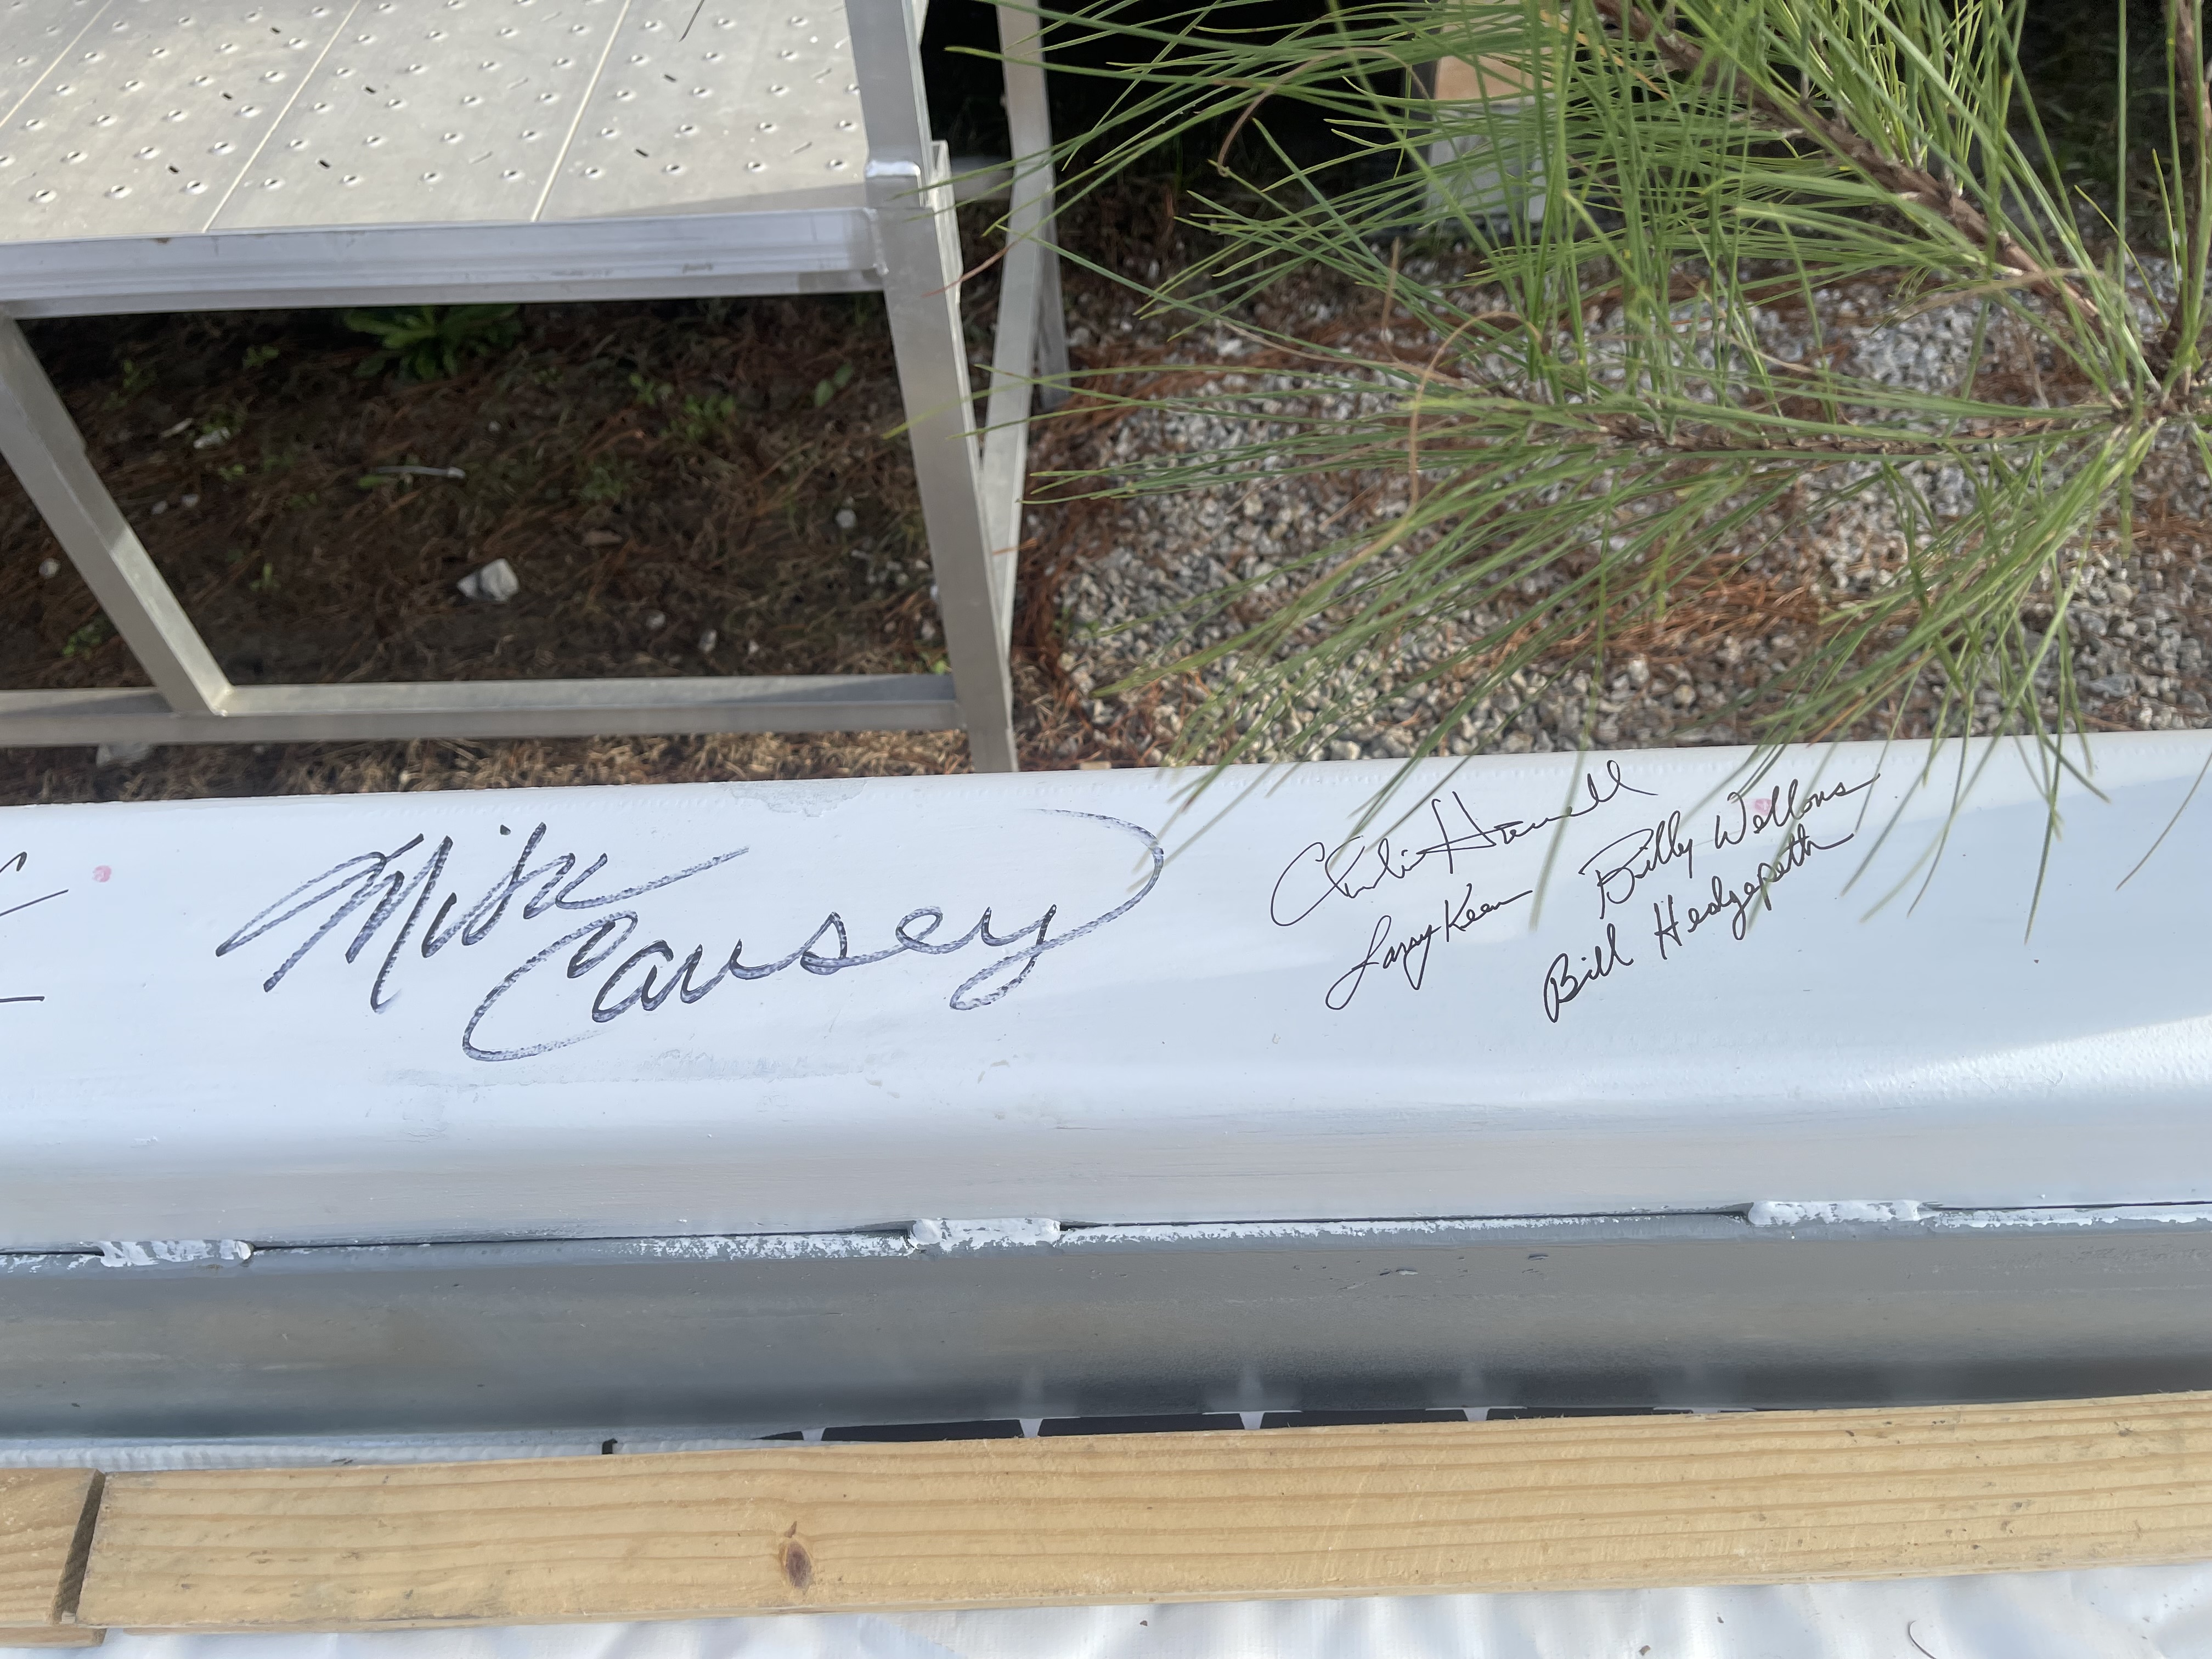 Mike
Causey
Charlie Howell
Larry Keen
Billy Wellons
Bill Hedgepeth